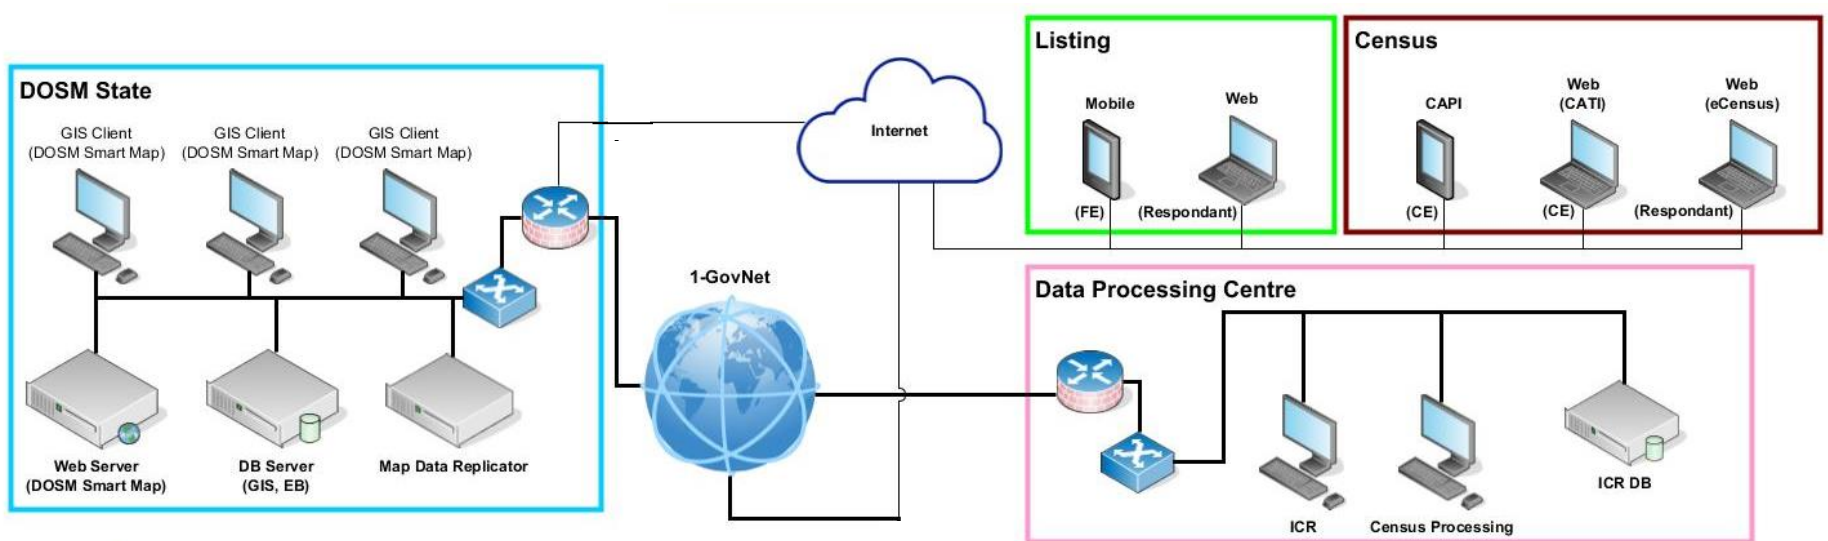 DOSM State
GIS Client
(DOSM Smart Map)
GIS Client
(DOSM Smart Map)
GIS Client
(DOSM Smart Map)
Web Server
(DOSM Smart Map)
DB Server
(GIS, EB)
Map Data Replicator
Internet
1-GovNet
Listing
Mobile
(FE)
Web
(Respondant)
Census
CAPI
(CE)
Web
(CATI)
(CE)
Web
(eCensus)
(Respondant)
Data Processing Centre
ICR
Census Processing
ICR DB